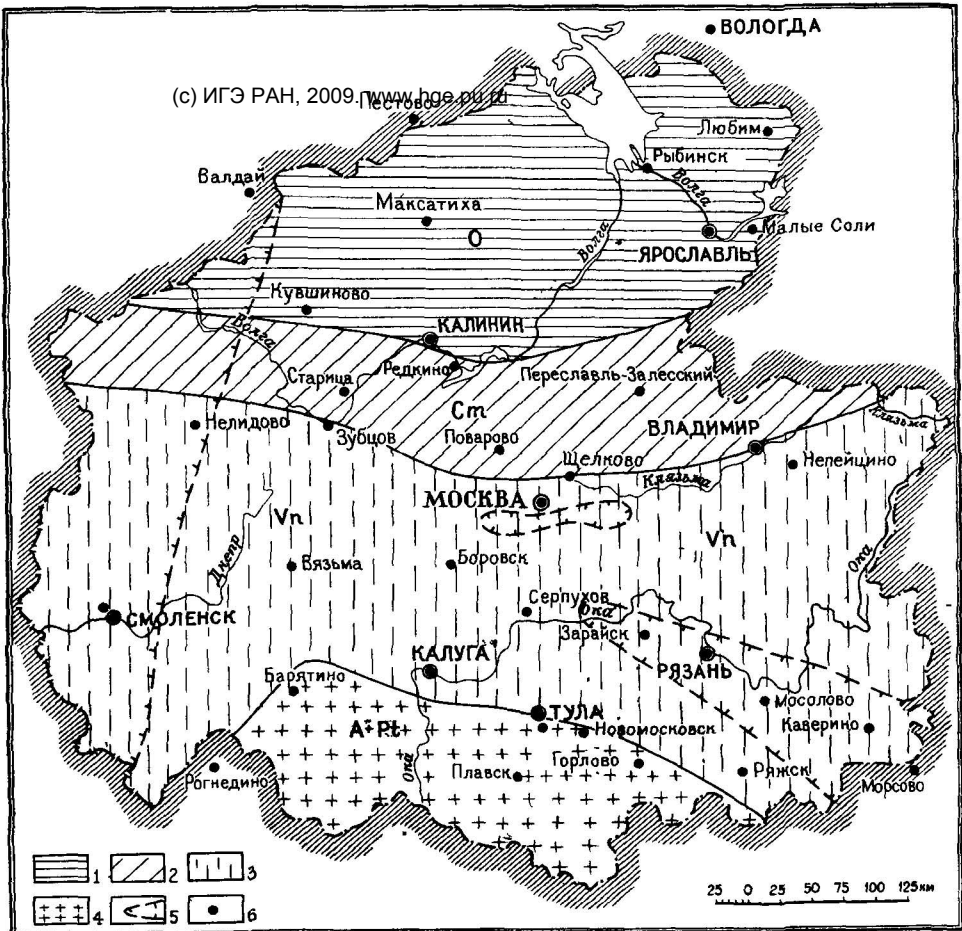 ВОЛОГДА
(с) ИГЭ РАН, 2009. www.hge.pu.ru
Пестово
Любим
Рыбинск
Валдай
Волга
Максатиха
О
Волга
Малые Соли
ЯРОСЛАВЛЬ
Кувшиново
Волга
КАЛИНИН
Редкино
Переславль-Залесский
Старица
Cm
Нелидово
Зубцов
Поварово
ВЛАДИМИР
Клязьма
Щелково
Клязьма
Непейцино
МОСКВА
Vn
Vn
Днепр
Вязьма
Боровск
Ока
Серпухов
СМОЛЕНСК
Ока
Зарайск
КАЛУГА
РЯЗАНЬ
Барятино
Мосолово
ТУЛА
Каверино
A+Pt
Новомосковск
Горлово
Рогнедино
Ока
Плавск
Ряжск
Морсово
1 2 3
4 5 6
25 0 25 50 75 100 125км